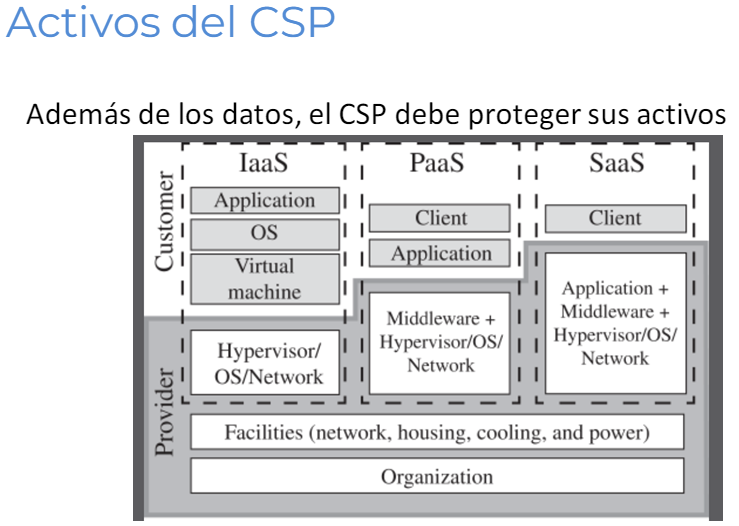 Activos del CSP
Además de los datos, el CSP debe proteger sus activos
IaaS
PaaS
SaaS
Customer
Application
OS
Virtual
machine
Client
Application
Client
Provider
Hypervisor/
OS/Network
Middleware +
Hypervisor/OS/
Network
Application +
Middleware +
Hypervisor/OS/
Network
Facilities (network, housing, cooling, and power)
Organization